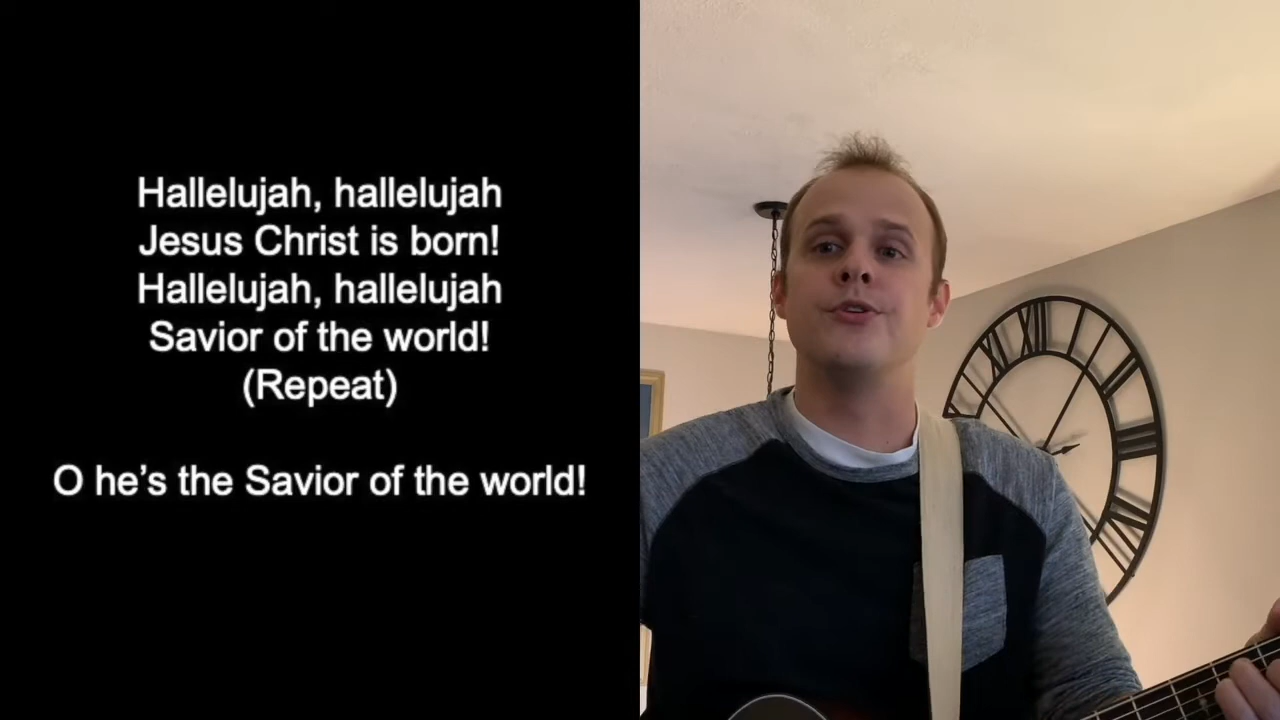 Hallelujah, hallelujah
Jesus Christ is born!
Hallelujah, hallelujah
Savior of the world!
(Repeat)
O he's the Savior of the world!